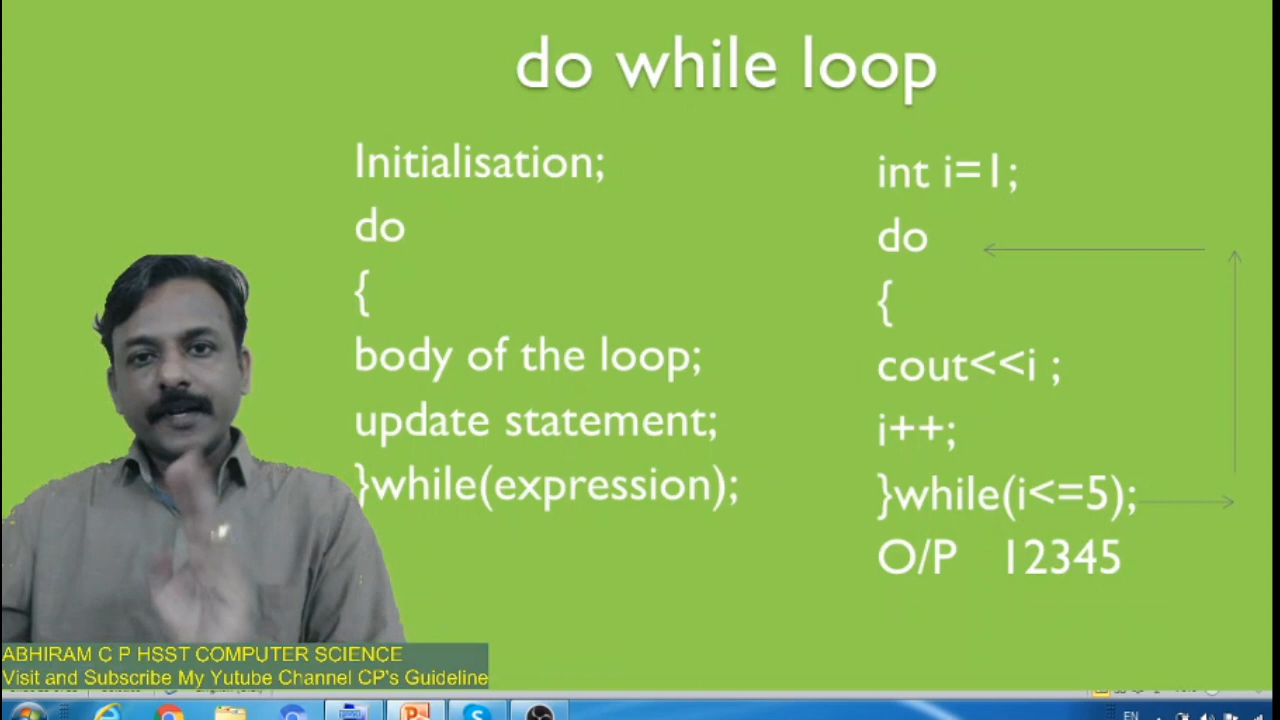 do while loop
Initialisation;
do
{
body of the loop;
update statement;
}while(expression);
int i=1;
do
{
cout<<i ;
i++;
}while(i<=5);
O/P 12345
ABHIRAM C P HSST COMPUTER SCIENCE
Visit and Subscribe My Yutube Channel CP's Guideline
EN